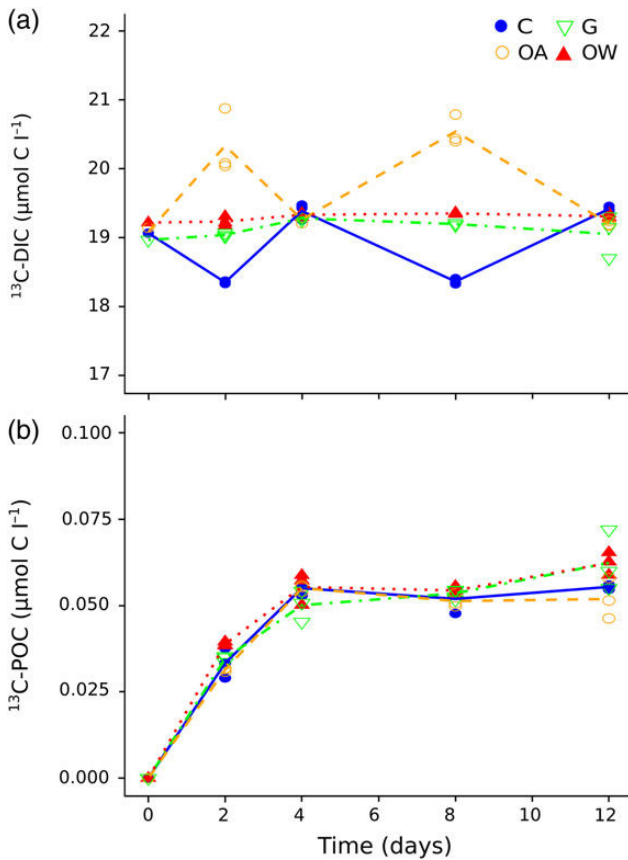 (a)
C G
OA OW
22
21
20
19
18
17
¹³C-DIC (μmol C l⁻¹)
(b)
0.100
0.075
0.050
0.025
0.000
¹³C-POC (μmol C l⁻¹)
0 2 4 6 8 10 12
Time (days)